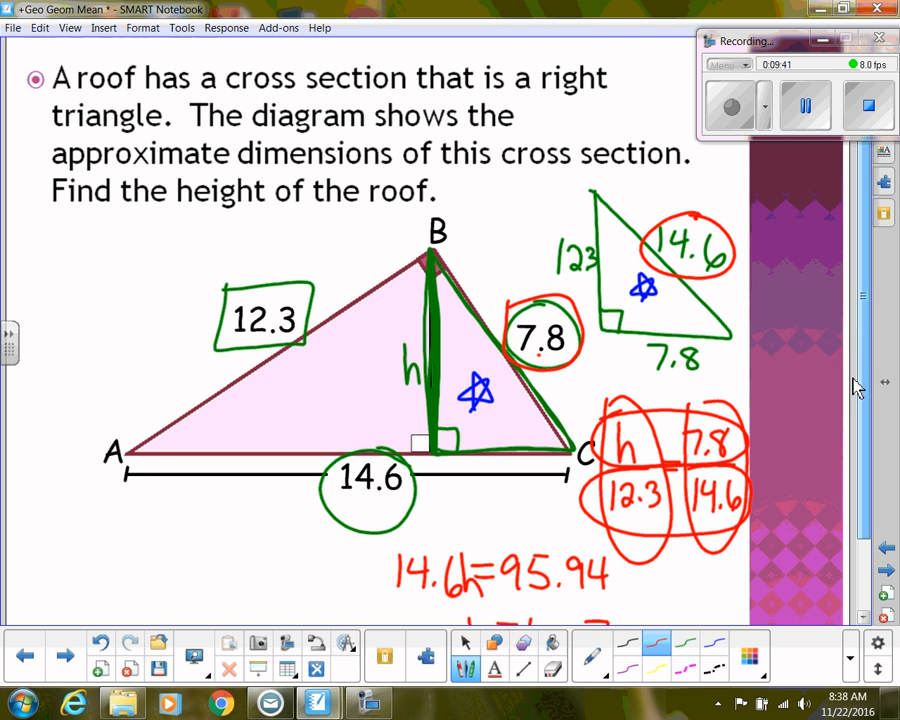 +Geo Geom Mean * - SMART Notebook
File Edit View Insert Format Tools Response Add-ons Help
Recording...
Menu
0:09:41
8.0 fps
A roof has a cross section that is a right
triangle. The diagram shows the
approximate dimensions of this cross section.
Find the height of the roof.
B
12.3
7.8
h
A
C
14.6
123
14.6
7.8
h = 7.8
12.3 14.6
14.6h=95.94
A
8:38 AM
11/22/2016